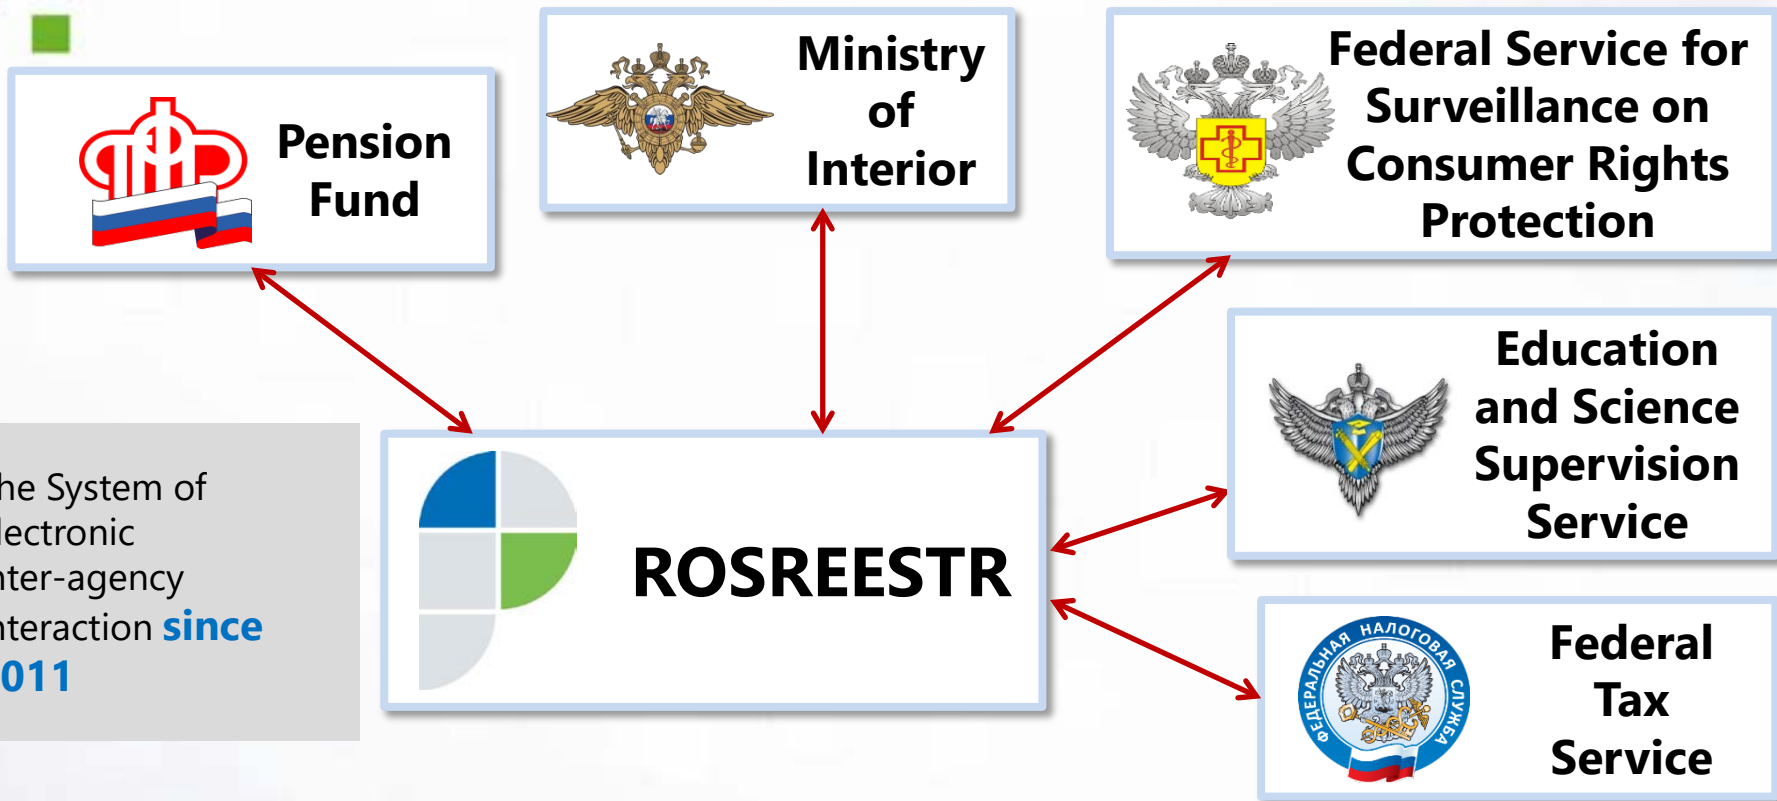 Pension
Fund
Ministry
of
Interior
Federal Service for
Surveillance on
Consumer Rights
Protection
Education
and Science
Supervision
Service
he System of
lectronic
nter-agency
nteraction since
011
ROSREESTR
ФЕДЕРАЛЬНАЯ НАЛОГОВАЯ СЛУЖБА
Federal
Tax
Service